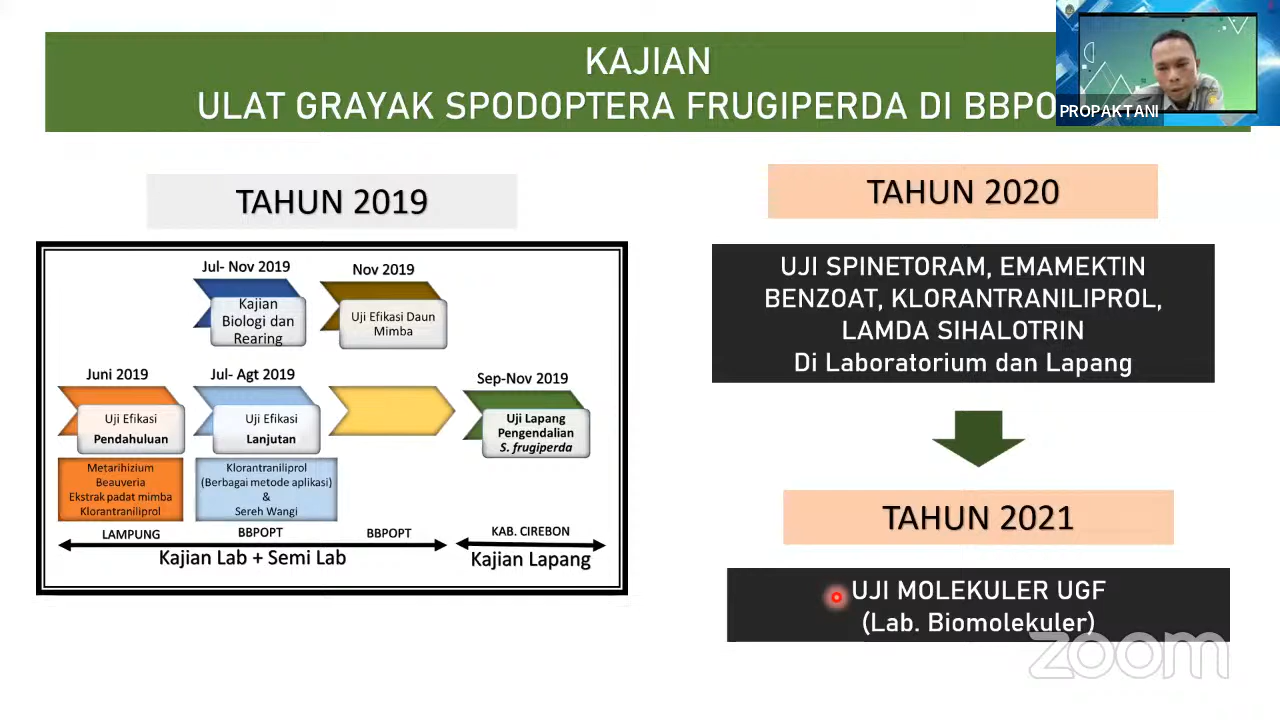 KAJIAN
ULAT GRAYAK SPODOPTERA FRUGIPERDA DI BBPO
PROPAKTANI
TAHUN 2019
Jul- Nov 2019
Kajian
Biologi dan
Rearing
Nov 2019
Uji Efikasi Daun
Mimba
Juni 2019
Uji Efikasi
Pendahuluan
Metarihizium
Beauveria
Ekstrak padat mimba
Klorantraniliprol
Jul- Agt 2019
Uji Efikasi
Lanjutan
Klorantraniliprol
(Berbagai metode aplikasi)
&
Sereh Wangi
Sep-Nov 2019
Uji Lapang
Pengendalian
S. frugiperda
LAMPUNG
BBPOPT
BBPOPT
KAB. CIREBON
Kajian Lab + Semi Lab
Kajian Lapang
TAHUN 2020
UJI SPINETORAM, EMAMEKTIN
BENZOAT, KLORANTRANILIPROL,
LAMDA SIHALOTRIN
Di Laboratorium dan Lapang
TAHUN 2021
UJI MOLEKULER UGF
(Lab. Biomolekuler)
zoom